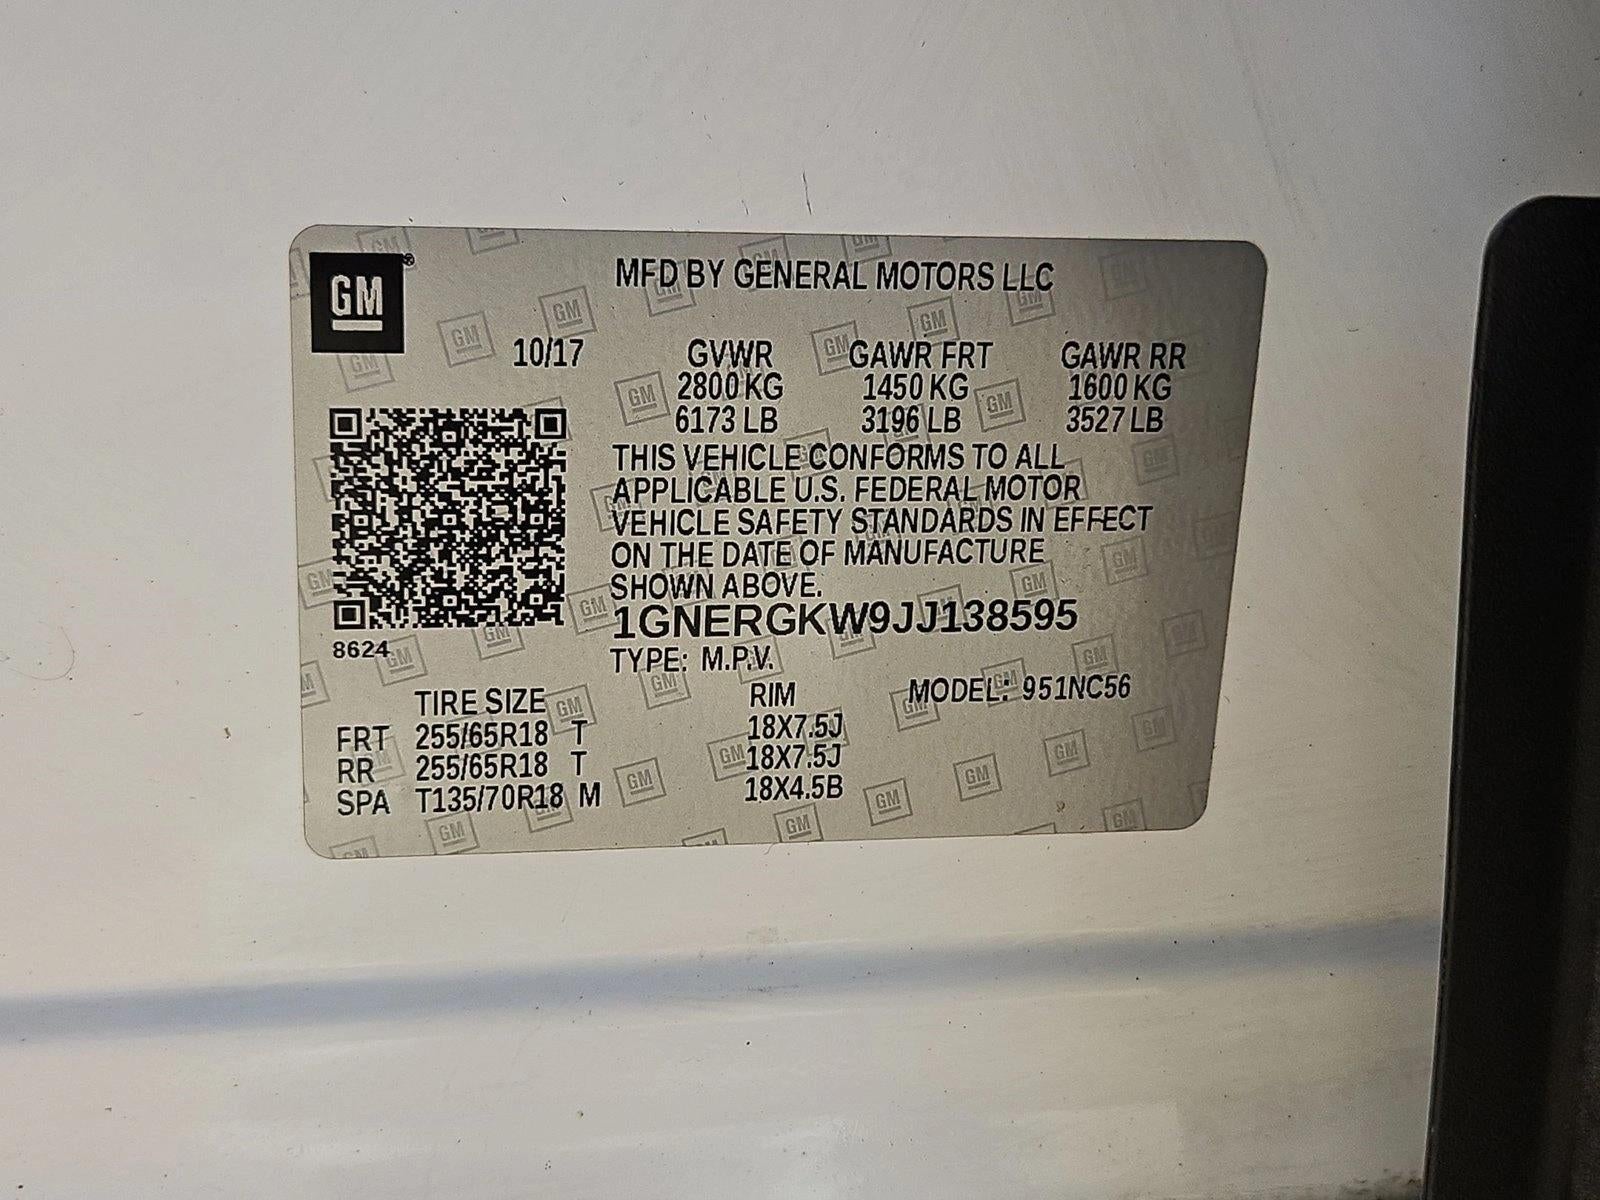 GM®
MFD BY GENERAL MOTORS LLC
10/17 GVWR GAWR FRT GAWR RR
2800 KG 1450 KG 1600 KG
6173 LB 3196 LB 3527 LB
THIS VEHICLE CONFORMS TO ALL
APPLICABLE U.S. FEDERAL MOTOR
VEHICLE SAFETY STANDARDS IN EFFECT
ON THE DATE OF MANUFACTURE
SHOWN ABOVE.
1GNERGKW9JJ138595
8624
TYPE: M.P.V.
TIRE SIZE RIM MODEL: 951NC56
FRT 255/65R18 T 18X7.5J
RR 255/65R18 T 18X7.5J
SPA T135/70R18 M 18X4.5B